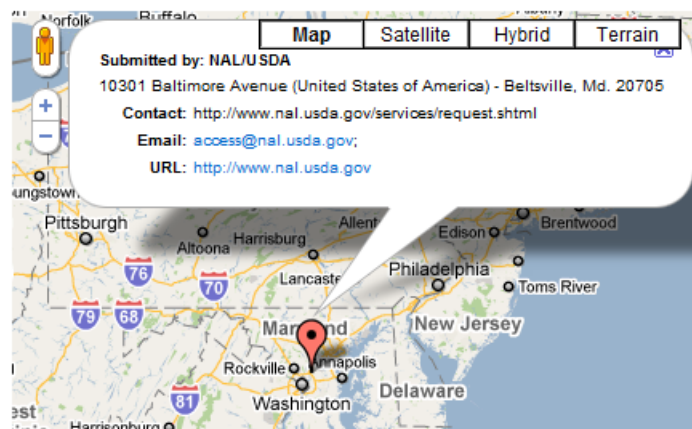 Norfolk
Buffalo
Map
Satellite
Hybrid
Terrain
Submitted by: NAL/USDA
10301 Baltimore Avenue (United States of America) - Beltsville, Md. 20705
Contact: http://www.nal.usda.gov/services/request.shtml
Email: access@nal.usda.gov;
URL: http://www.nal.usda.gov
+
−
ungstown
Pittsburgh
Altoona
Harrisburg
Allent
Edison
Brentwood
76
70
Lancaste
Philadelphia
Toms River
79
68
Mar nd
New Jersey
Rockville
Annapolis
Delaware
81
Washington
est
Harrisonburg